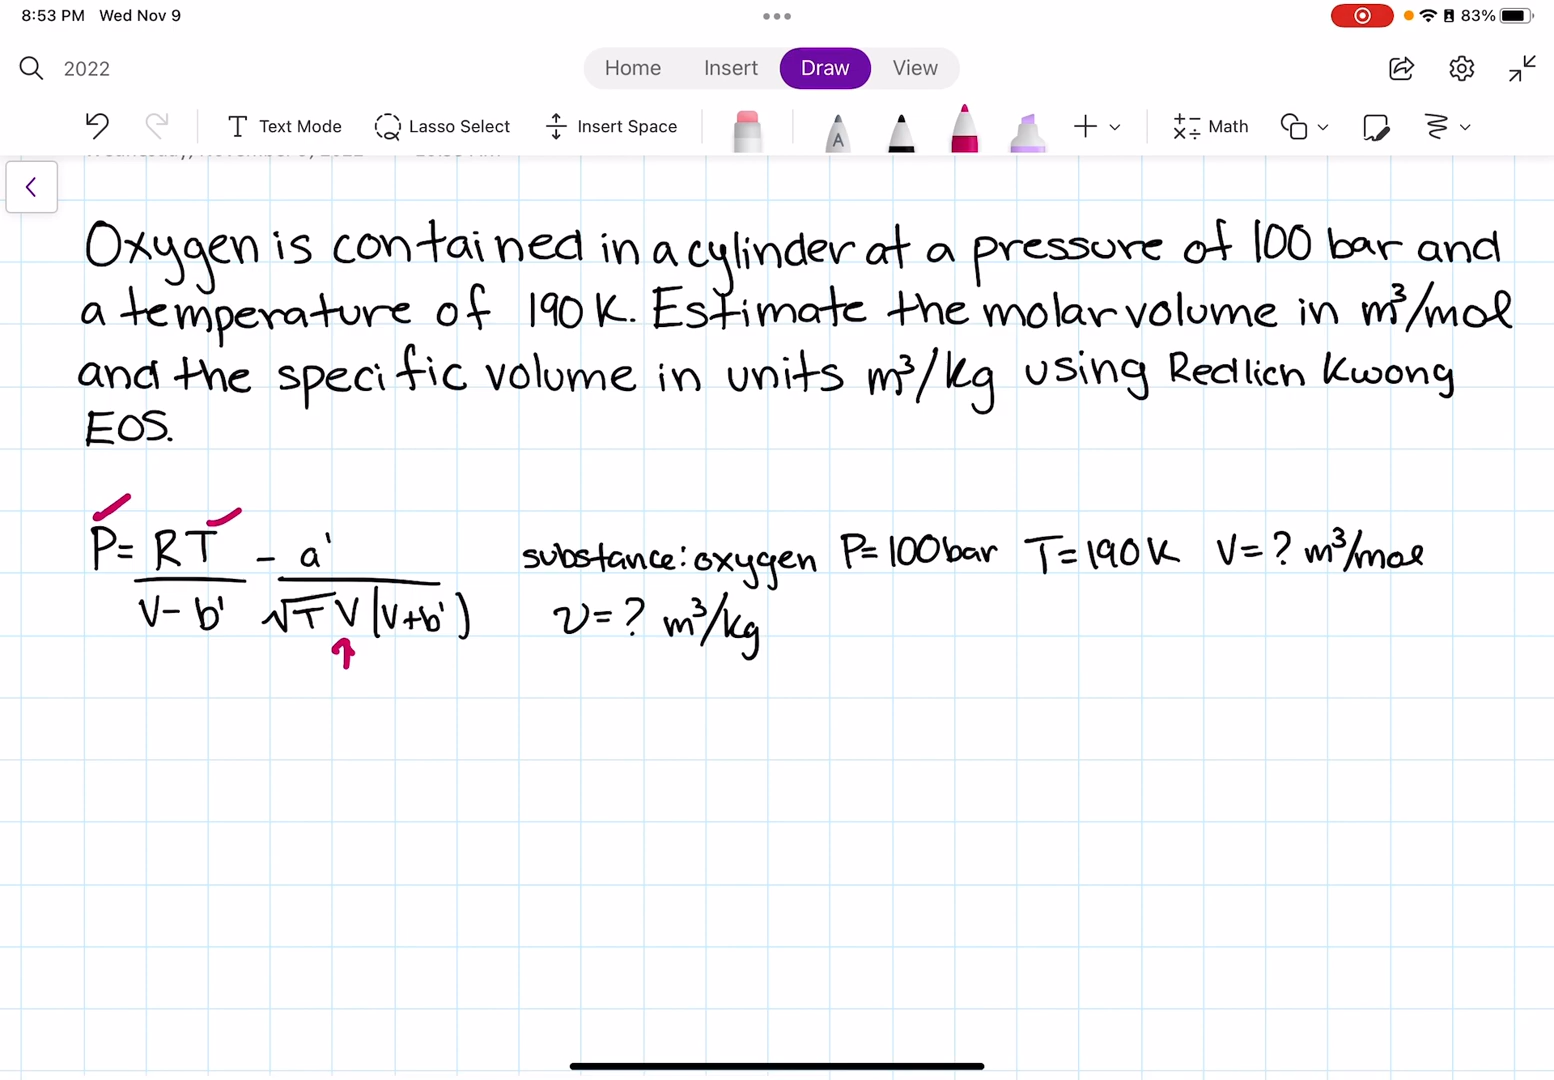 8:53 PM Wed Nov 9
83%
2022
Home Insert Draw View
Text Mode Lasso Select Insert Space A Math
Oxygen is contained in a cylinder at a pressure of 100 bar and
a temperature of 190 K. Estimate the molar volume in m³/mol
and the specific volume in units m³/kg using Redlich Kwong
EOS.
P= RT - a'
V- b' √T V (V+b')
substance: oxygen P= 100 bar T= 190 K V= ? m³/mol
v= ? m³/kg